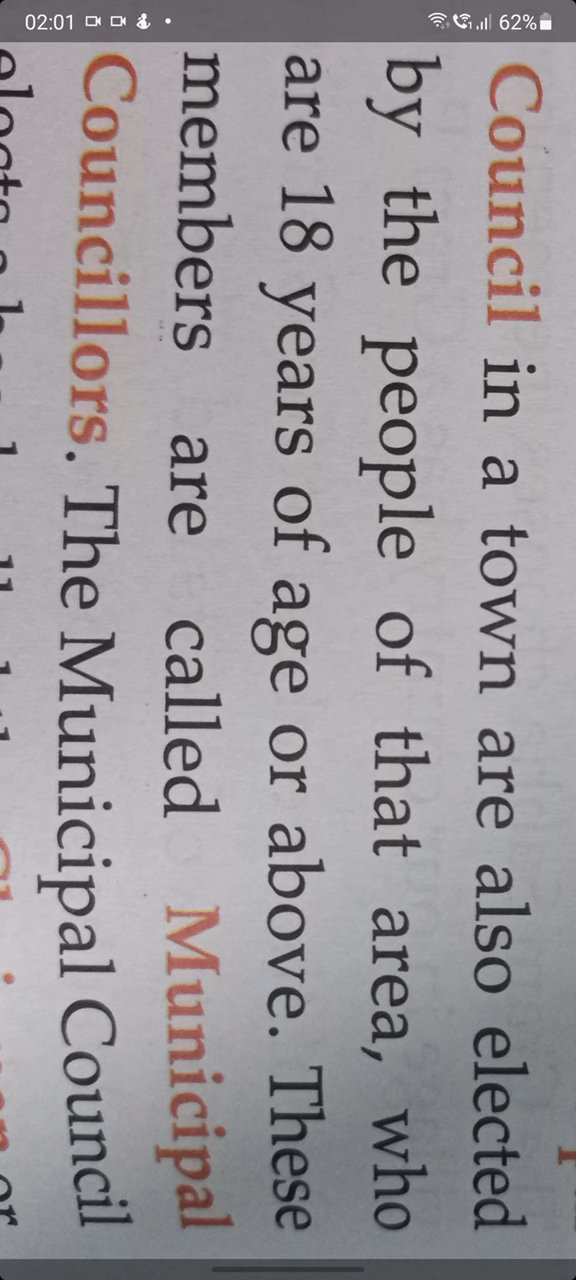 02:01
62%
Council in a town are also elected
by the people of that area, who
are 18 years of age or above. These
members are called Municipal
Councillors. The Municipal Council